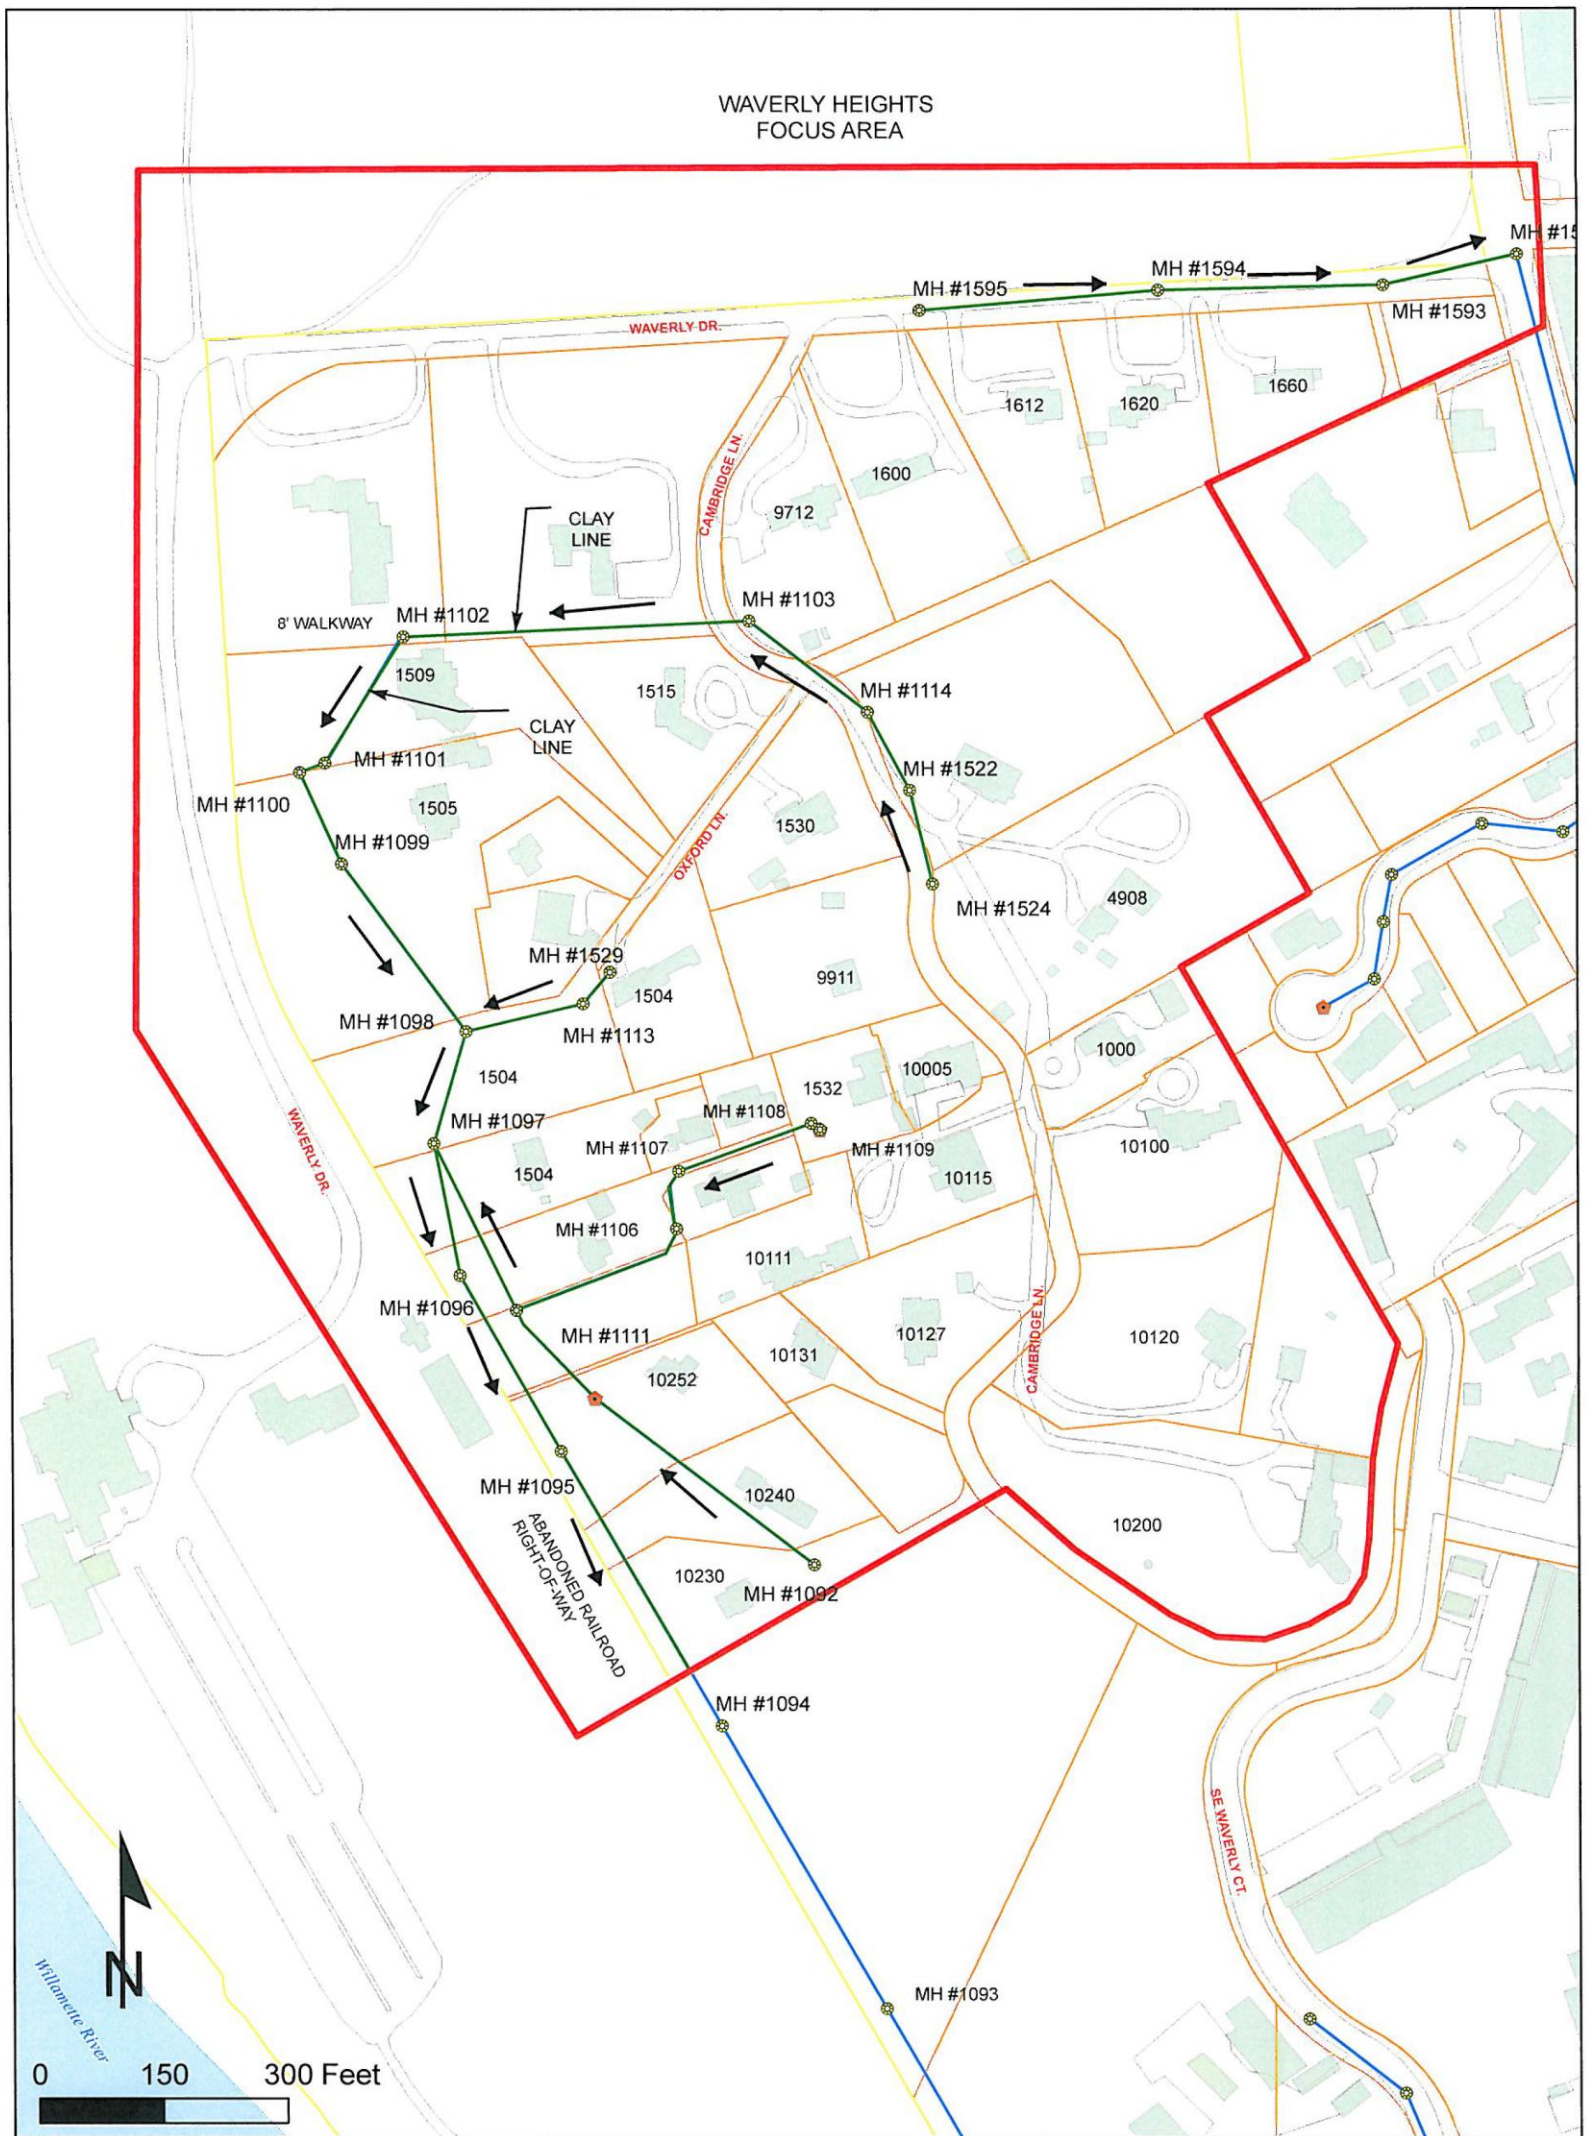 WAVERLY HEIGHTS
FOCUS AREA
MH #15
MH #1594
MH #1595
MH #1593
WAVERLY DR.
1660
1612
1620
CAMBRIDGE LN.
1600
9712
CLAY
LINE
MH #1103
8' WALKWAY
MH #1102
1509
1515
MH #1114
CLAY
LINE
MH #1101
MH #1522
MH #1100
1505
1530
MH #1099
OXFORD LN.
4908
MH #1524
MH #1529
1504
9911
MH #1098
MH #1113
1504
1000
10005
1532
MH #1097
MH #1108
WAVERLY DR.
MH #1107
MH #1109
10100
1504
10115
MH #1106
10111
MH #1096
MH #1111
10127
10120
10131
CAMBRIDGE LN.
10252
MH #1095
10240
ABANDONED RAILROAD
RIGHT-OF-WAY
10200
10230
MH #1092
MH #1094
SE WAVERLY CT.
MH #1093
N
Willamette River
0 150 300 Feet